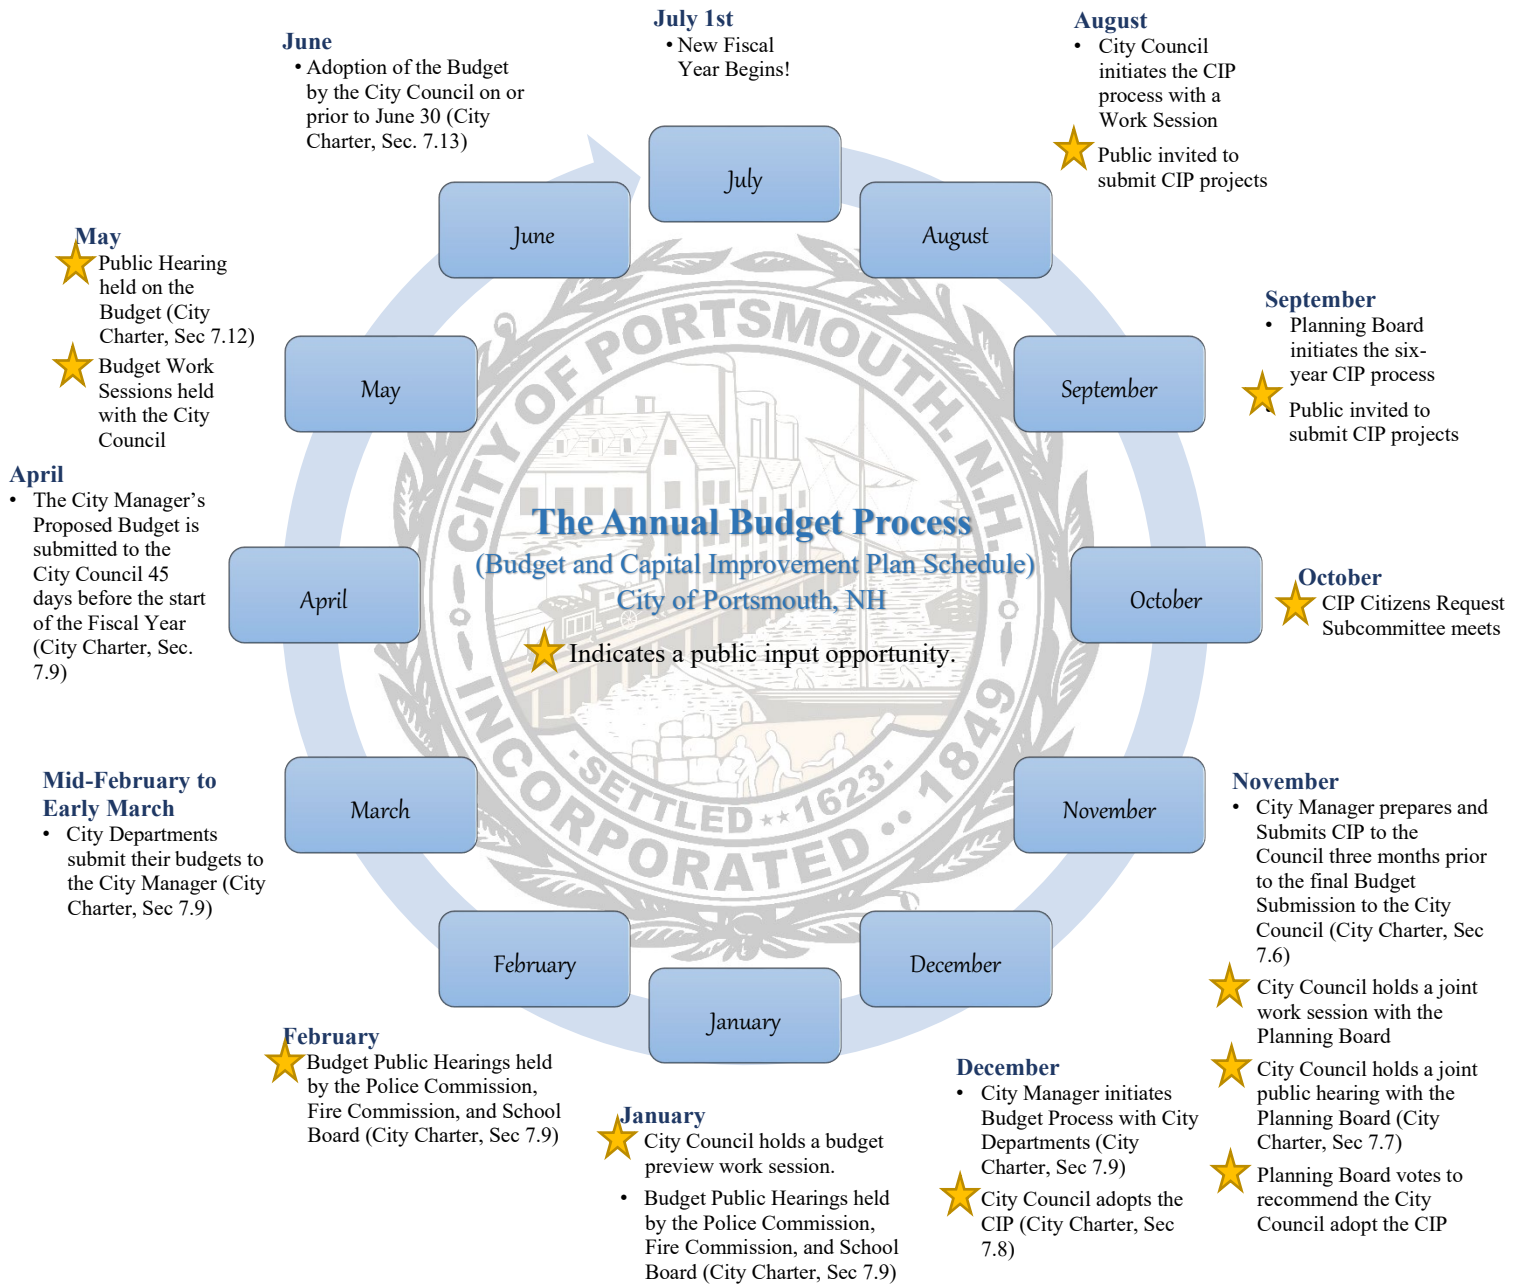 July 1st
• New Fiscal
Year Begins!
August
• City Council
initiates the CIP
process with a
Work Session
Public invited to
submit CIP projects
September
• Planning Board
initiates the six-
year CIP process
• Public invited to
submit CIP projects
October
CIP Citizens Request
Subcommittee meets
November
• City Manager prepares and
Submits CIP to the
Council three months prior
to the final Budget
Submission to the City
Council (City Charter, Sec
7.6)
City Council holds a joint
work session with the
Planning Board
City Council holds a joint
public hearing with the
Planning Board (City
Charter, Sec 7.7)
Planning Board votes to
recommend the City
Council adopt the CIP
December
• City Manager initiates
Budget Process with City
Departments (City
Charter, Sec 7.9)
City Council adopts the
CIP (City Charter, Sec
7.8)
January
City Council holds a budget
preview work session.
• Budget Public Hearings held
by the Police Commission,
Fire Commission, and School
Board (City Charter, Sec 7.9)
February
Budget Public Hearings held
by the Police Commission,
Fire Commission, and School
Board (City Charter, Sec 7.9)
Mid-February to
Early March
• City Departments
submit their budgets to
the City Manager (City
Charter, Sec 7.9)
April
• The City Manager's
Proposed Budget is
submitted to the
City Council 45
days before the start
of the Fiscal Year
(City Charter, Sec.
7.9)
May
Public Hearing
held on the
Budget (City
Charter, Sec 7.12)
Budget Work
Sessions held
with the City
Council
June
• Adoption of the Budget
by the City Council on or
prior to June 30 (City
Charter, Sec. 7.13)
July
August
September
October
November
December
January
February
March
April
May
June
The Annual Budget Process
(Budget and Capital Improvement Plan Schedule)
City of Portsmouth, NH
Indicates a public input opportunity.
CITY OF PORTSMOUTH, N.H.
INCORPORATED •• 1849
·SETTLED ★★ 1623·